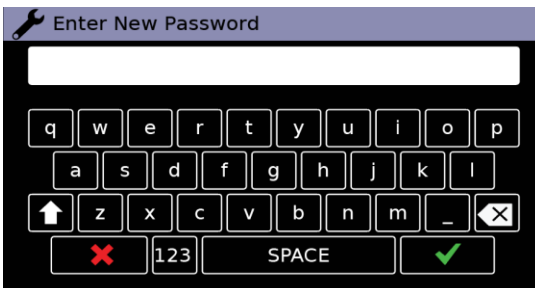 Enter New Password
q w e r t y u i o p
a s d f g h j k l
z x c v b n m _
123 SPACE